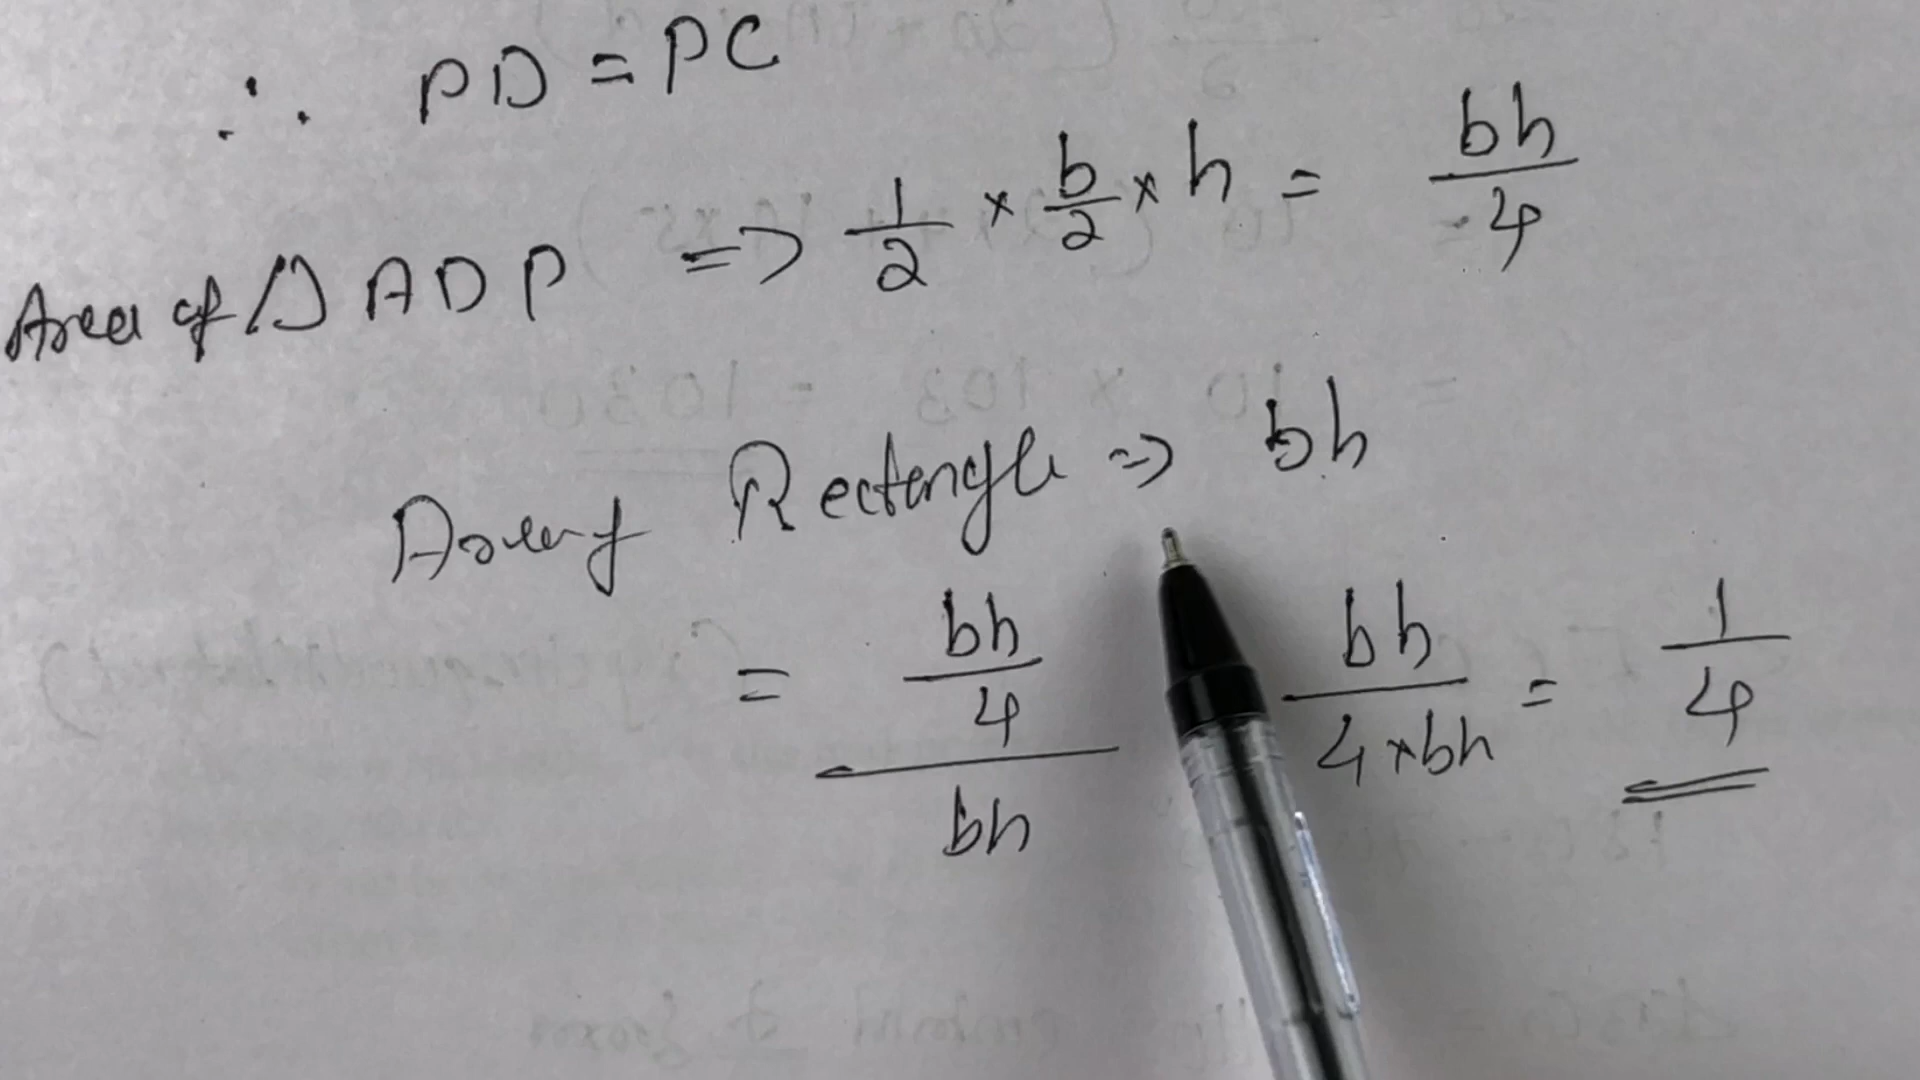 ∴ PD = PC
Area of △ ADP => 1/2 × b/2 × h = bh/4
Area of Rectangle => bh
= (bh/4)/bh bh/(4×bh) = 1/4